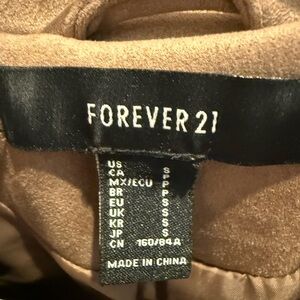 FOREVER 21
US S
CA P
MX/ECU P
BR P
EU S
UK S
KR S
JP S
CN 160/84A
MADE IN CHINA